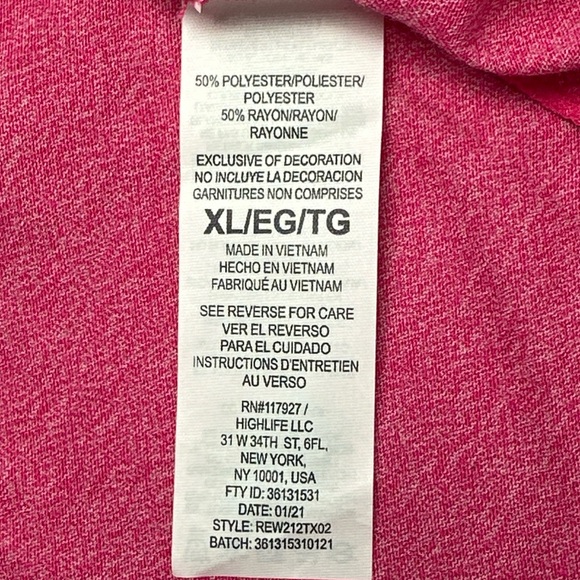 50% POLYESTER/POLIESTER/
POLYESTER
50% RAYON/RAYON/
RAYONNE
EXCLUSIVE OF DECORATION
NO INCLUYE LA DECORACION
GARNITURES NON COMPRISES
XL/EG/TG
MADE IN VIETNAM
HECHO EN VIETNAM
FABRIQUÉ AU VIETNAM
SEE REVERSE FOR CARE
VER EL REVERSO
PARA EL CUIDADO
INSTRUCTIONS D'ENTRETIEN
AU VERSO
RN#117927 /
HIGHLIFE LLC
31 W 34TH ST, 6FL,
NEW YORK,
NY 10001, USA
FTY ID: 36131531
DATE: 01/21
STYLE: REW212TX02
BATCH: 361315310121